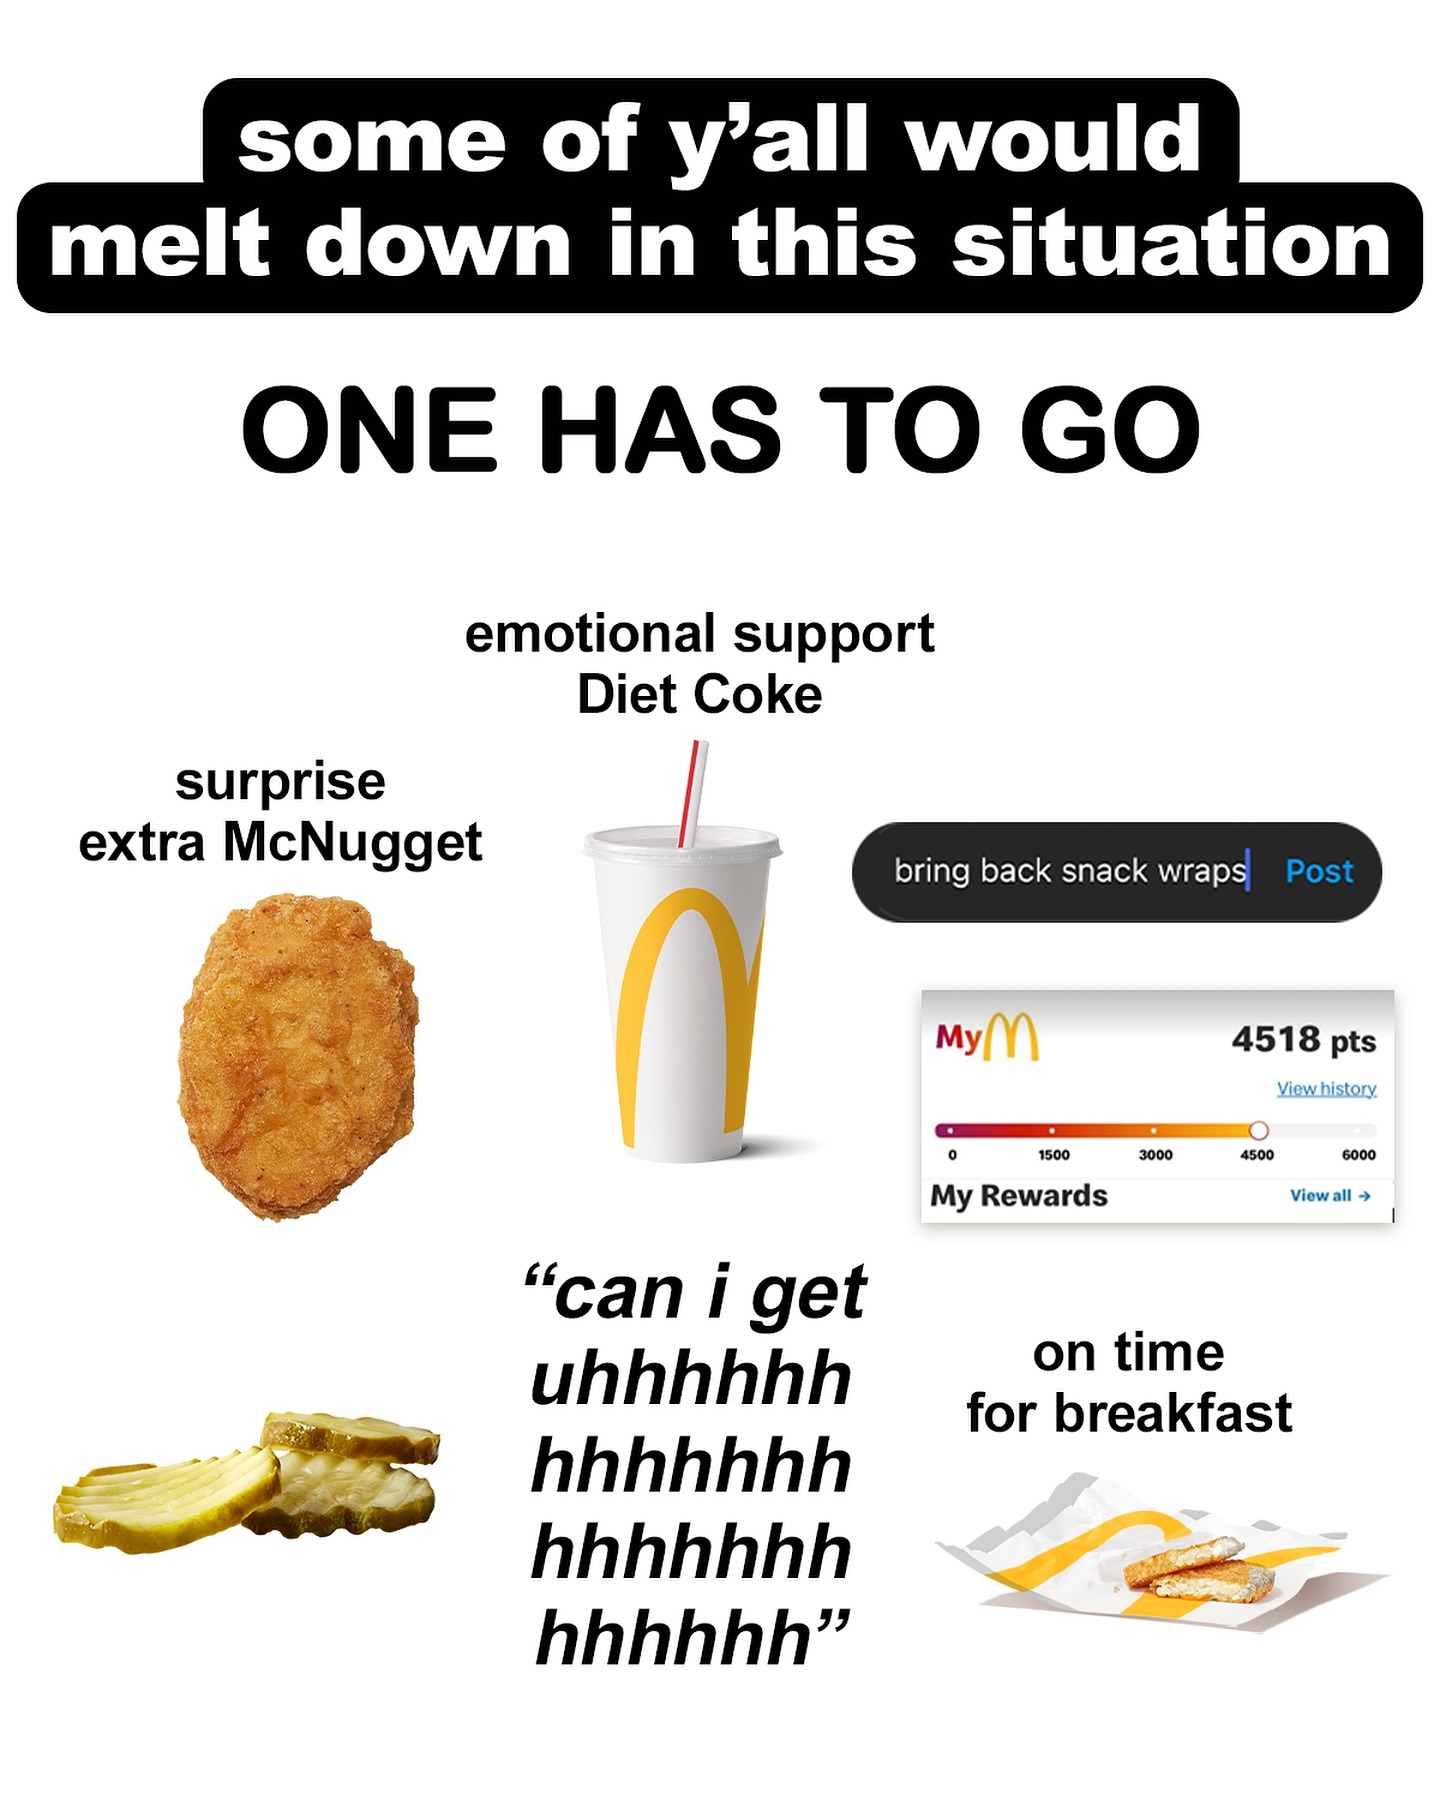 some of y’all would
melt down in this situation
ONE HAS TO GO
emotional support
Diet Coke
surprise
extra McNugget
bring back snack wraps Post
My
4518 pts
View history
0 1500 3000 4500 6000
My Rewards View all →
“can i get
uhhhhhh
hhhhhhh
hhhhhhh
hhhhhh”
on time
for breakfast